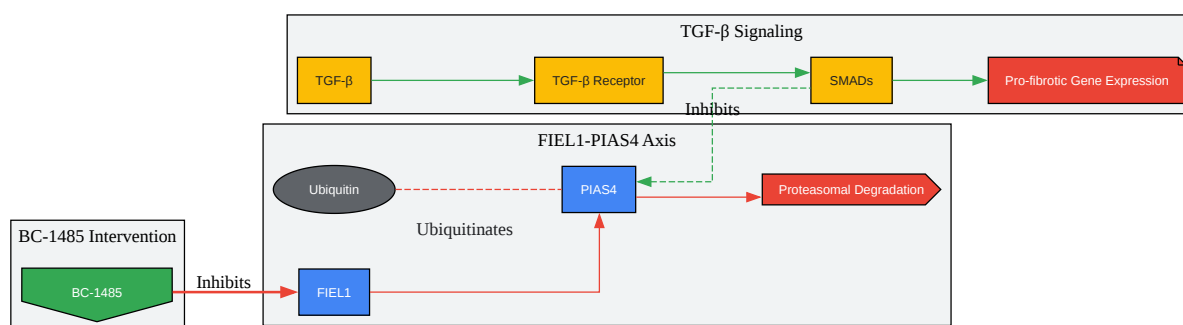 TGF-β Signaling
TGF-β
TGF-β Receptor
SMADs
Pro-fibrotic Gene Expression
Inhibits
FIEL1-PIAS4 Axis
Ubiquitin
PIAS4
Proteasomal Degradation
Ubiquitinates
BC-1485 Intervention
BC-1485
Inhibits
FIEL1